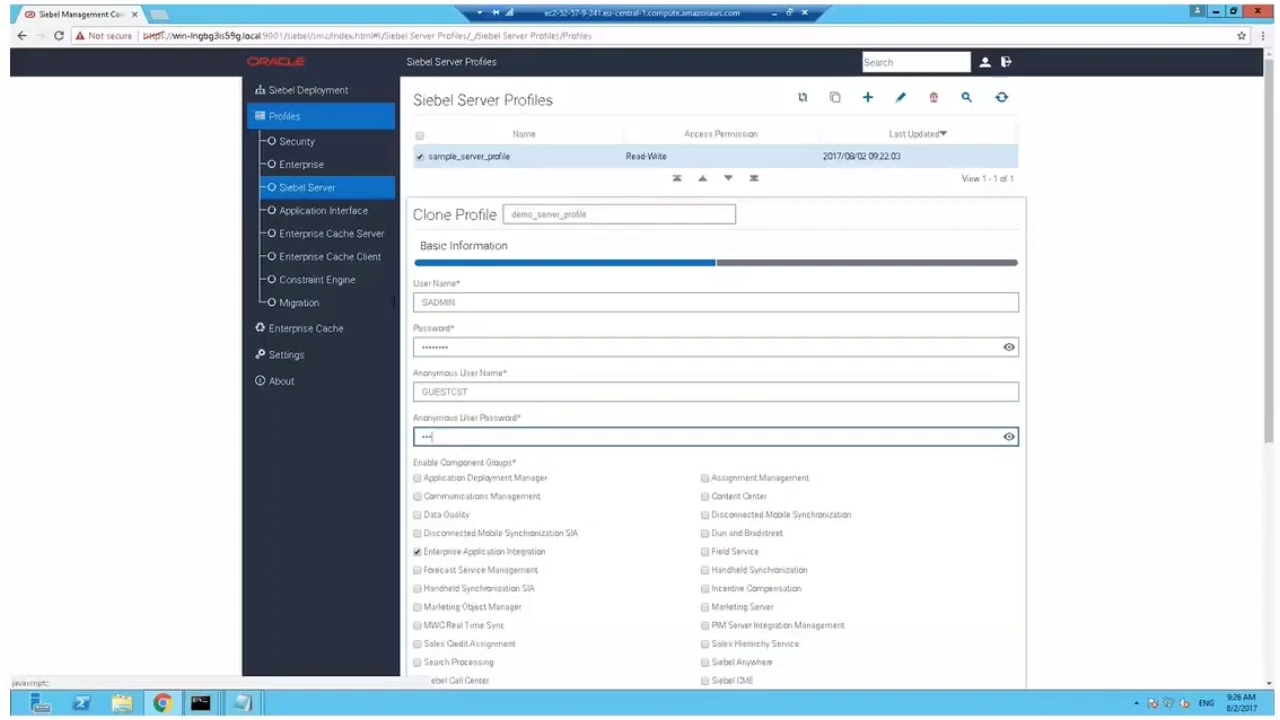 Siebel Management Con ×
ec2-52-57-9-241.eu-central-1.compute.amazonaws.com
Not secure | https://win-lngbg3is59g.local:9001/siebel/smc/index.html#!/Siebel Server Profiles/_/Siebel Server Profiles/Profiles
ORACLE
Siebel Server Profiles
Search
Siebel Deployment
Profiles
Security
Enterprise
Siebel Server
Application Interface
Enterprise Cache Server
Enterprise Cache Client
Constraint Engine
Migration
Enterprise Cache
Settings
About
Siebel Server Profiles
Name Access Permission Last Updated▼
sample_server_profile Read-Write 2017/08/02 09:22:03
View 1 - 1 of 1
Clone Profile demo_server_profile
Basic Information
User Name*
SADMIN
Password*
••••••••
Anonymous User Name*
GUESTCST
Anonymous User Password*
•••
Enable Component Groups*
Application Deployment Manager Assignment Management
Communications Management Content Center
Data Quality Disconnected Mobile Synchronization
Disconnected Mobile Synchronization SIA Dun and Bradstreet
Enterprise Application Integration Field Service
Forecast Service Management Handheld Synchronization
Handheld Synchronization SIA Incentive Compensation
Marketing Object Manager Marketing Server
MWC Real Time Sync PIM Server Integration Management
Sales Credit Assignment Sales Hierarchy Service
Search Processing Siebel Anywhere
ebel Call Center Siebel CME
javascript:;
ENG
9:26 AM
8/2/2017